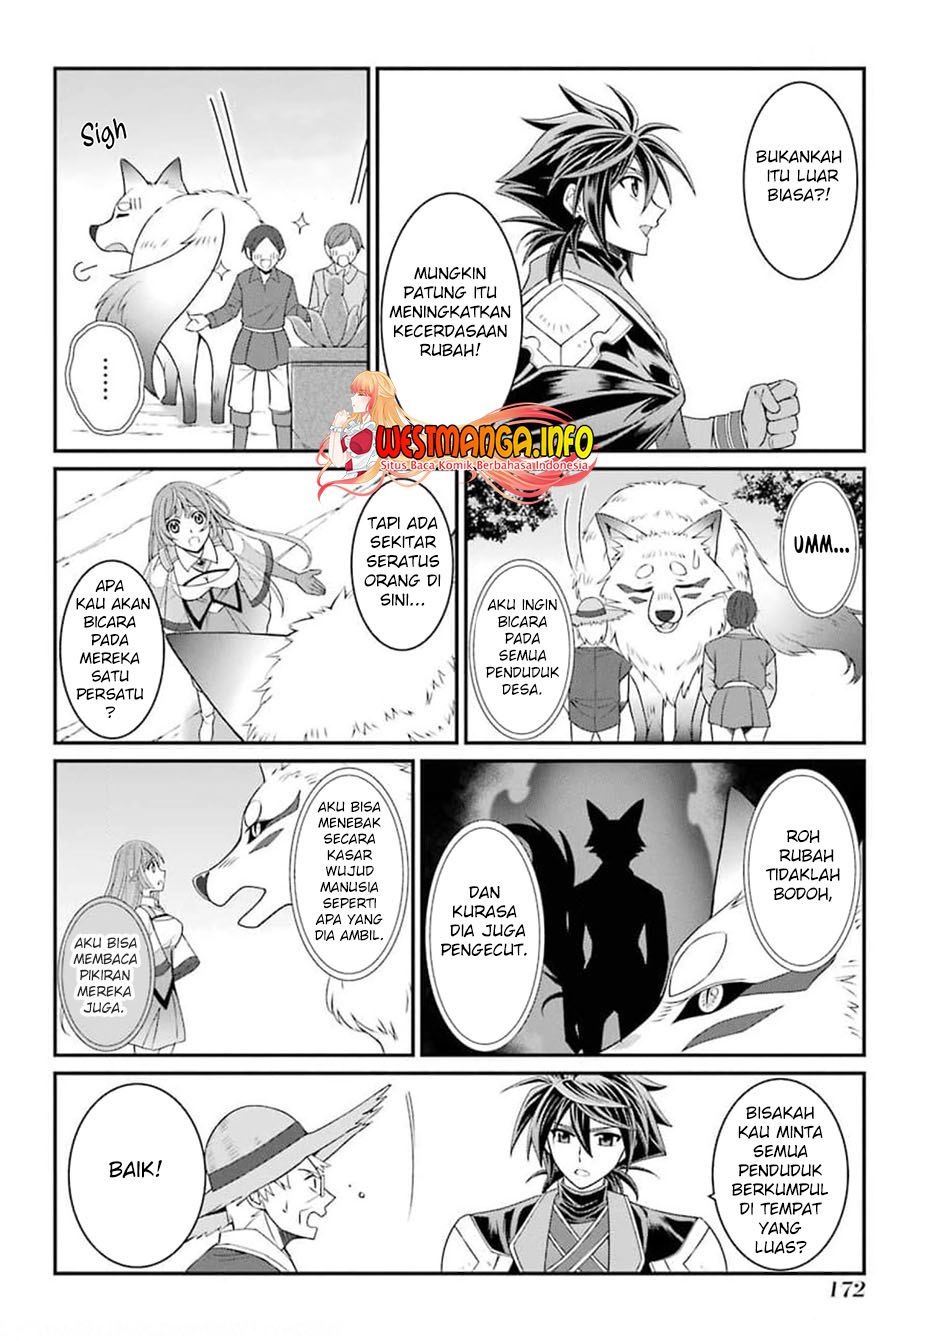 BUKANKAH
ITU LUAR
BIASA?!
MUNGKIN
PATUNG ITU
MENINGKATKAN
KECERDASAAN
RUBAH!
Sigh
........
WESTMANGA.INFO
Situs Baca Komik Berbahasa Indonesia
UMM...
AKU INGIN
BICARA
PADA
SEMUA
PENDUDUK
DESA.
TAPI ADA
SEKITAR
SERATUS
ORANG DI
SINI...
APA
KAU AKAN
BICARA
PADA
MEREKA
SATU
PERSATU
?
ROH
RUBAH
TIDAKLAH
BODOH,
DAN
KURASA
DIA JUGA
PENGECUT.
AKU BISA
MENEBAK
SECARA
KASAR
WUJUD
MANUSIA
SEPERTI
APA YANG
DIA AMBIL.
AKU BISA
MEMBACA
PIKIRAN
MEREKA
JUGA.
BISAKAH
KAU MINTA
SEMUA
PENDUDUK
BERKUMPUL
DI TEMPAT
YANG
LUAS?
BAIK!
172